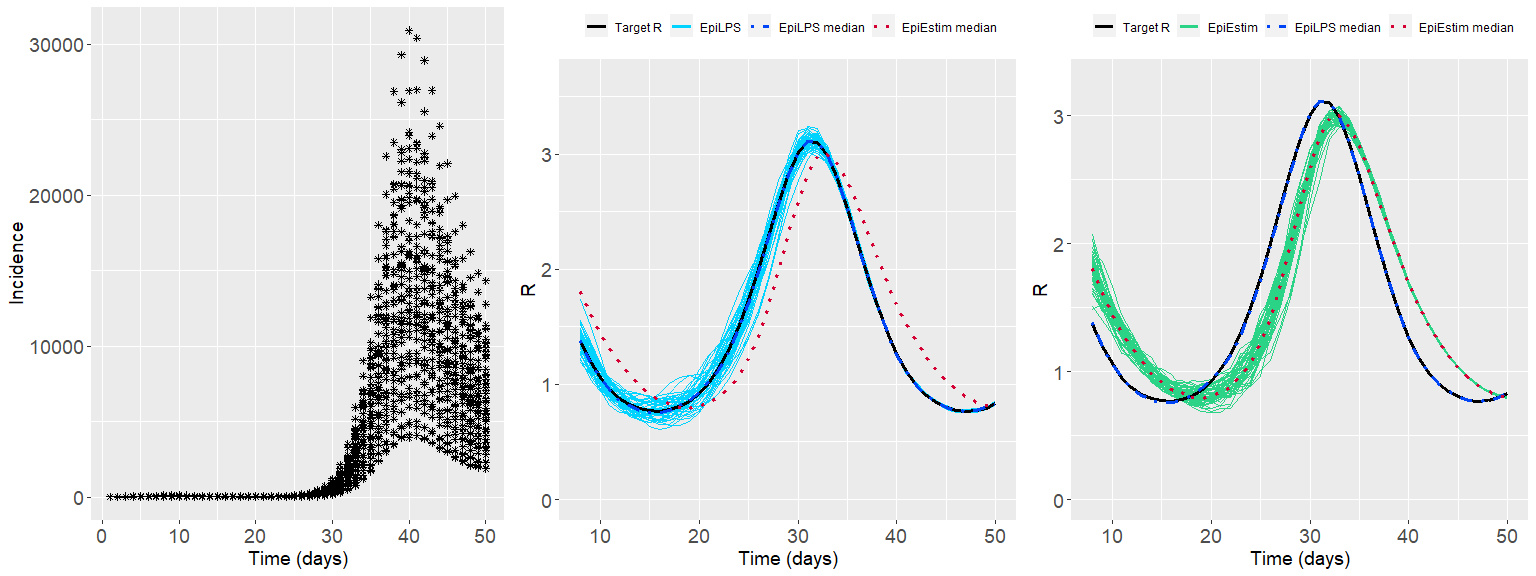 Incidence
30000
20000
10000
0
0 10 20 30 40 50
Time (days)
Target R EpiLPS EpiLPS median EpiEstim median
R
3
2
1
0
10 20 30 40 50
Time (days)
Target R EpiEstim EpiLPS median EpiEstim median
R
3
2
1
0
10 20 30 40 50
Time (days)